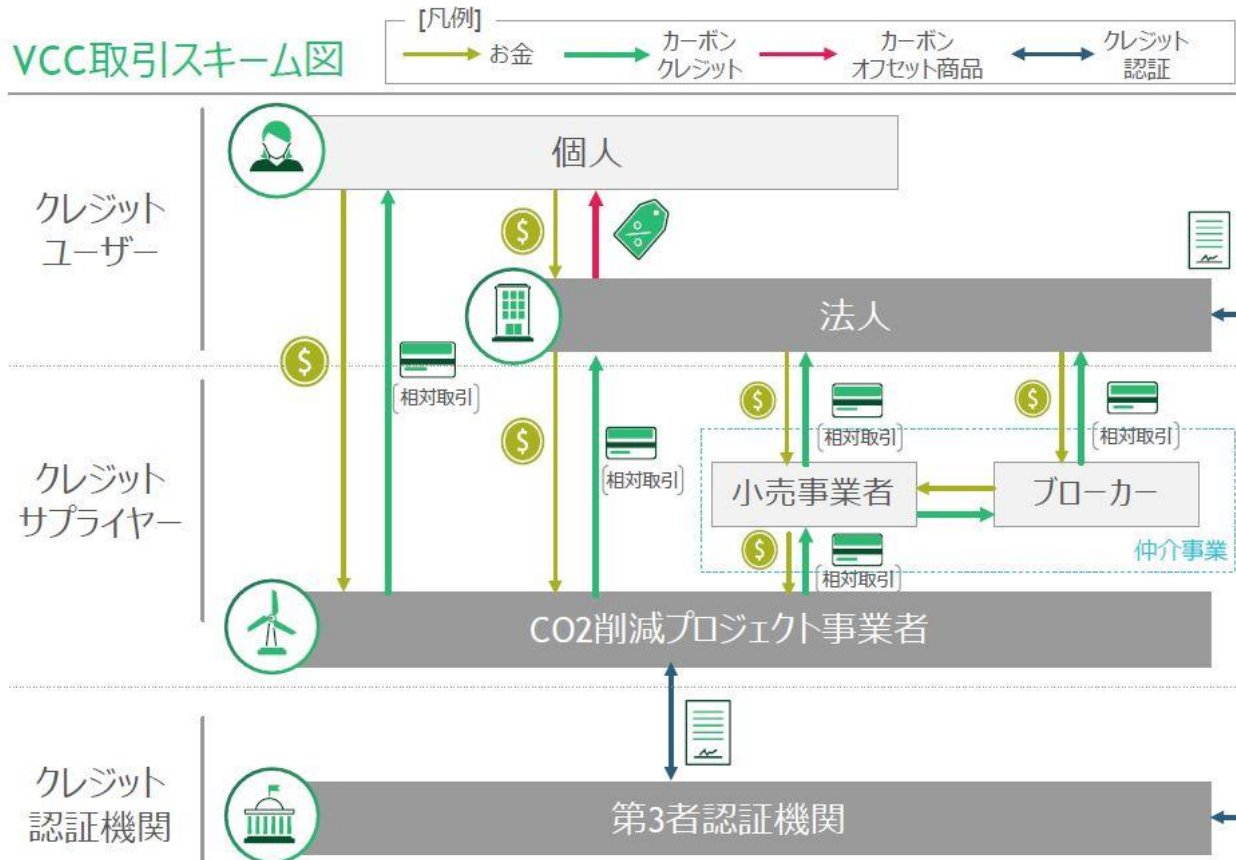 VCC取引スキーム図
[凡例]
お金
カーボン
クレジット
カーボン
オフセット商品
クレジット
認証
クレジット
ユーザー
個人
$
%
法人
$
[相対取引]
クレジット
サプライヤー
$
[相対取引]
$
[相対取引]
$
[相対取引]
小売事業者
ブローカー
仲介事業
$
[相対取引]
CO2削減プロジェクト事業者
クレジット
認証機関
第3者認証機関